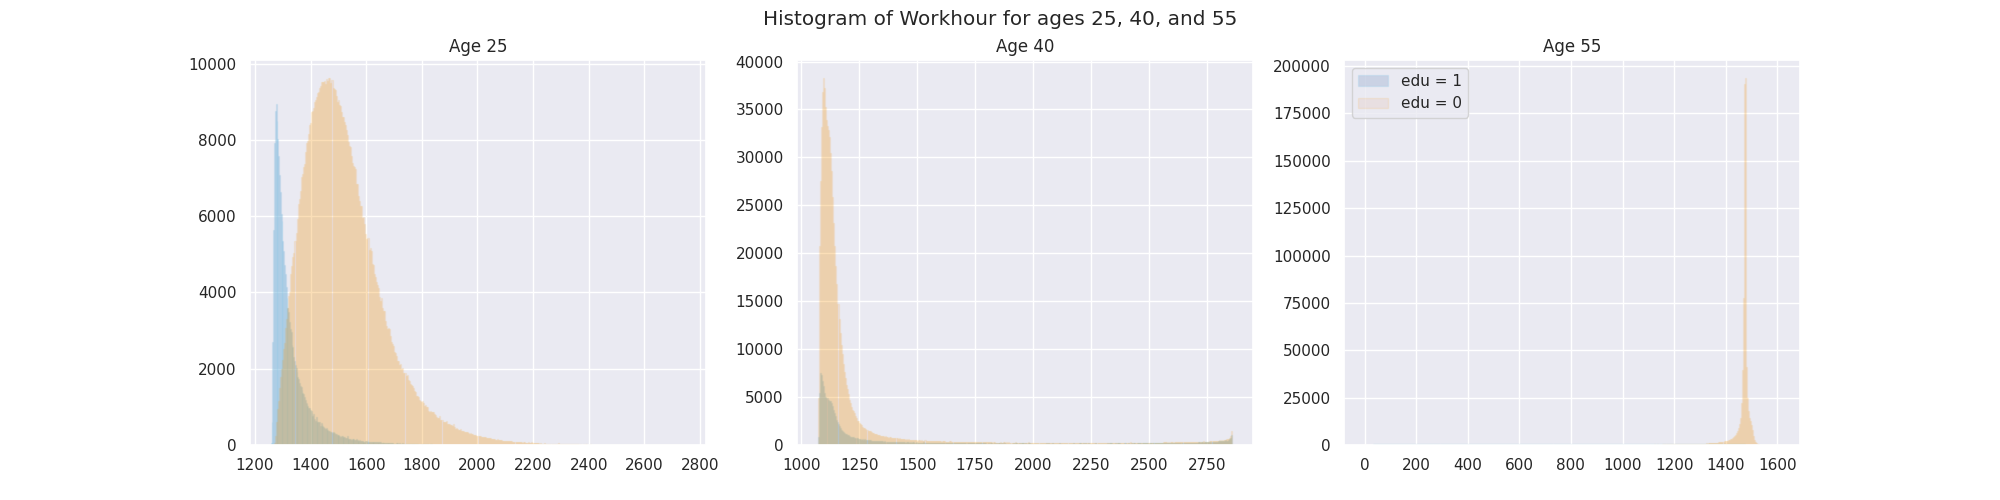 Histogram of Workhour for ages 25, 40, and 55
Age 25
10000
8000
6000
4000
2000
0
1200 1400 1600 1800 2000 2200 2400 2600 2800
Age 40
40000
35000
30000
25000
20000
15000
10000
5000
0
1000 1250 1500 1750 2000 2250 2500 2750
Age 55
edu = 1
edu = 0
200000
175000
150000
125000
100000
75000
50000
25000
0
0 200 400 600 800 1000 1200 1400 1600